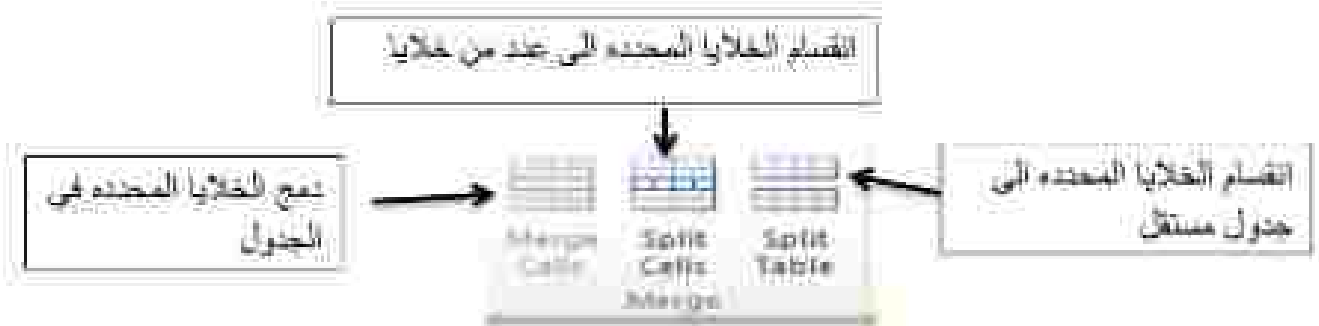 انقسام الخلايا المحدده الى عدد من خلايا
دمج الخلايا المحدده في
الجدول
انقسام الخلايا المحدده الى
جدول مستقل
Merge
Cells
Split
Cells
Split
Table
Merge